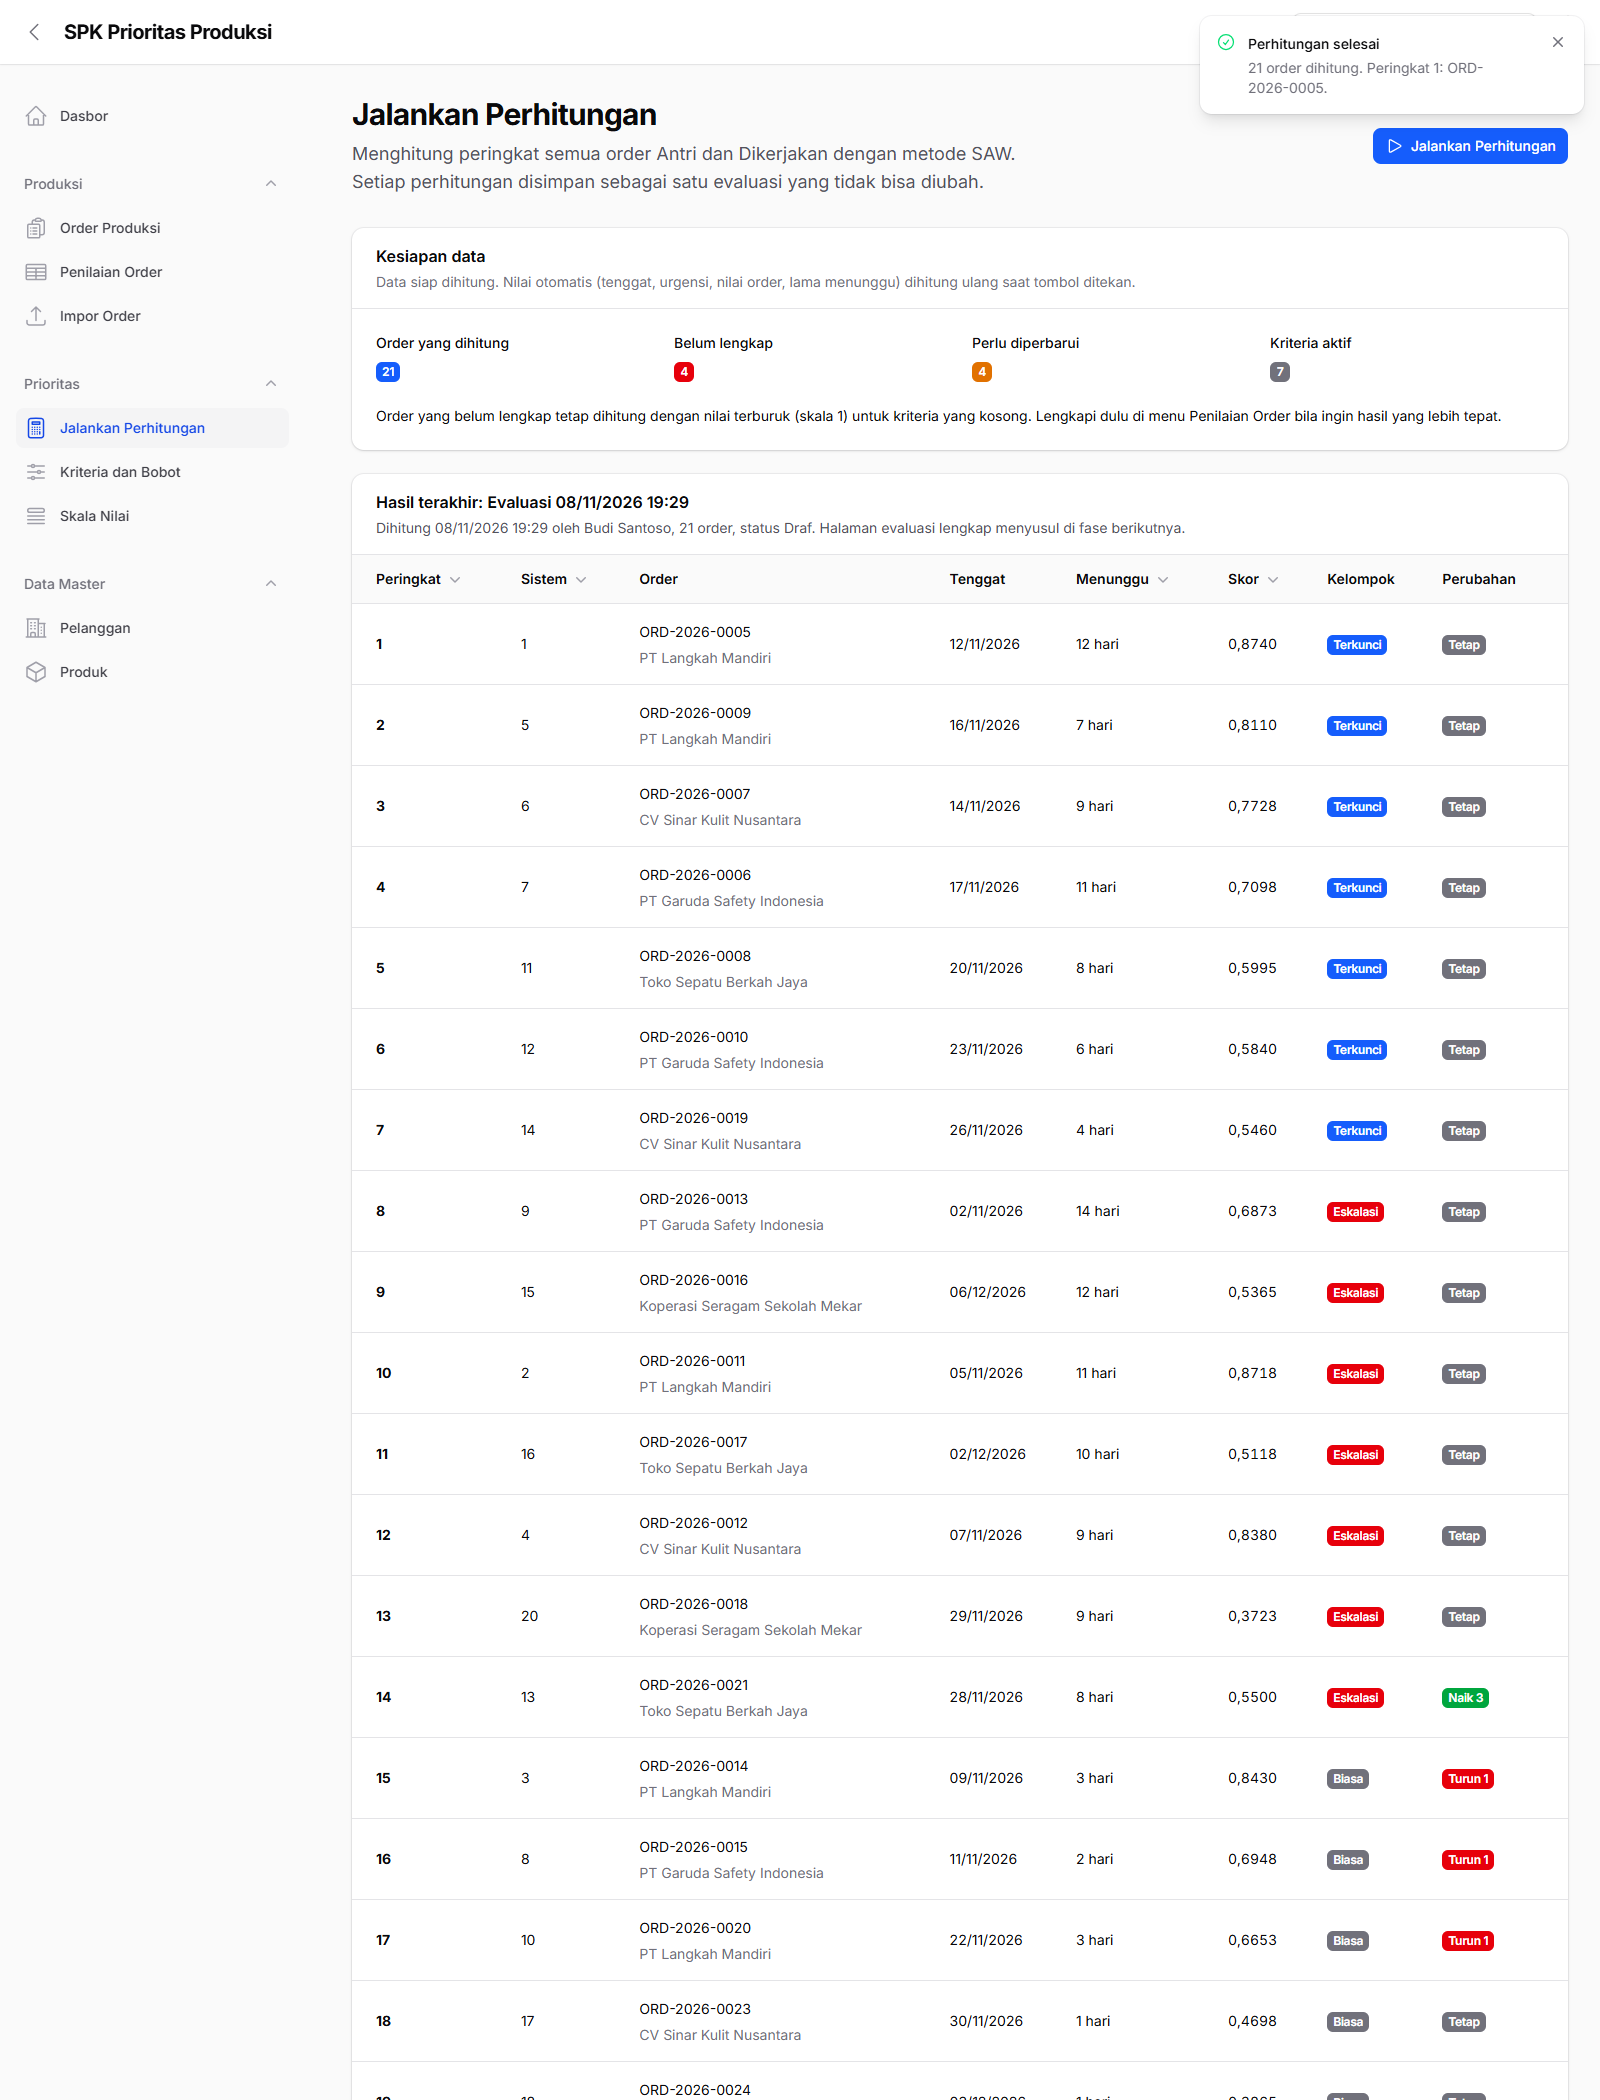 SPK Prioritas Produksi
Perhitungan selesai
21 order dihitung. Peringkat 1: ORD-
2026-0005.
Dasbor
Produksi
Order Produksi
Penilaian Order
Impor Order
Prioritas
Jalankan Perhitungan
Kriteria dan Bobot
Skala Nilai
Data Master
Pelanggan
Produk
Jalankan Perhitungan
Menghitung peringkat semua order Antri dan Dikerjakan dengan metode SAW.
Setiap perhitungan disimpan sebagai satu evaluasi yang tidak bisa diubah.
Jalankan Perhitungan
Kesiapan data
Data siap dihitung. Nilai otomatis (tenggat, urgensi, nilai order, lama menunggu) dihitung ulang saat tombol ditekan.
Order yang dihitung Belum lengkap Perlu diperbarui Kriteria aktif
21 4 4 7
Order yang belum lengkap tetap dihitung dengan nilai terburuk (skala 1) untuk kriteria yang kosong. Lengkapi dulu di menu Penilaian Order bila ingin hasil yang lebih tepat.
Hasil terakhir: Evaluasi 08/11/2026 19:29
Dihitung 08/11/2026 19:29 oleh Budi Santoso, 21 order, status Draf. Halaman evaluasi lengkap menyusul di fase berikutnya.
Peringkat Sistem Order Tenggat Menunggu Skor Kelompok Perubahan
1 1 ORD-2026-0005 12/11/2026 12 hari 0,8740 Terkunci Tetap
PT Langkah Mandiri
2 5 ORD-2026-0009 16/11/2026 7 hari 0,8110 Terkunci Tetap
PT Langkah Mandiri
3 6 ORD-2026-0007 14/11/2026 9 hari 0,7728 Terkunci Tetap
CV Sinar Kulit Nusantara
4 7 ORD-2026-0006 17/11/2026 11 hari 0,7098 Terkunci Tetap
PT Garuda Safety Indonesia
5 11 ORD-2026-0008 20/11/2026 8 hari 0,5995 Terkunci Tetap
Toko Sepatu Berkah Jaya
6 12 ORD-2026-0010 23/11/2026 6 hari 0,5840 Terkunci Tetap
PT Garuda Safety Indonesia
7 14 ORD-2026-0019 26/11/2026 4 hari 0,5460 Terkunci Tetap
CV Sinar Kulit Nusantara
8 9 ORD-2026-0013 02/11/2026 14 hari 0,6873 Eskalasi Tetap
PT Garuda Safety Indonesia
9 15 ORD-2026-0016 06/12/2026 12 hari 0,5365 Eskalasi Tetap
Koperasi Seragam Sekolah Mekar
10 2 ORD-2026-0011 05/11/2026 11 hari 0,8718 Eskalasi Tetap
PT Langkah Mandiri
11 16 ORD-2026-0017 02/12/2026 10 hari 0,5118 Eskalasi Tetap
Toko Sepatu Berkah Jaya
12 4 ORD-2026-0012 07/11/2026 9 hari 0,8380 Eskalasi Tetap
CV Sinar Kulit Nusantara
13 20 ORD-2026-0018 29/11/2026 9 hari 0,3723 Eskalasi Tetap
Koperasi Seragam Sekolah Mekar
14 13 ORD-2026-0021 28/11/2026 8 hari 0,5500 Eskalasi Naik 3
Toko Sepatu Berkah Jaya
15 3 ORD-2026-0014 09/11/2026 3 hari 0,8430 Biasa Turun 1
PT Langkah Mandiri
16 8 ORD-2026-0015 11/11/2026 2 hari 0,6948 Biasa Turun 1
PT Garuda Safety Indonesia
17 10 ORD-2026-0020 22/11/2026 3 hari 0,6653 Biasa Turun 1
PT Langkah Mandiri
18 17 ORD-2026-0023 30/11/2026 1 hari 0,4698 Biasa Tetap
CV Sinar Kulit Nusantara
ORD-2026-0024